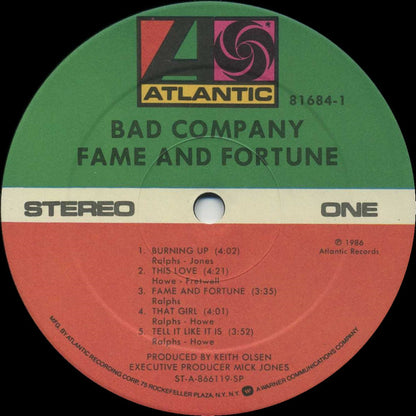 ATLANTIC
81684-1
BAD COMPANY
FAME AND FORTUNE
STEREO
ONE
℗ 1986
Atlantic Records
1. BURNING UP (4:02)
Ralphs - Jones
2. THIS LOVE (4:21)
Howe - Fretwell
3. FAME AND FORTUNE (3:35)
Ralphs
4. THAT GIRL (4:01)
Ralphs - Howe
5. TELL IT LIKE IT IS (3:52)
Ralphs - Howe
PRODUCED BY KEITH OLSEN
EXECUTIVE PRODUCER MICK JONES
ST-A-866119-SP
MFG. BY ATLANTIC RECORDING CORP. 75 ROCKEFELLER PLAZA, N.Y., N.Y. A WARNER COMMUNICATIONS COMPANY